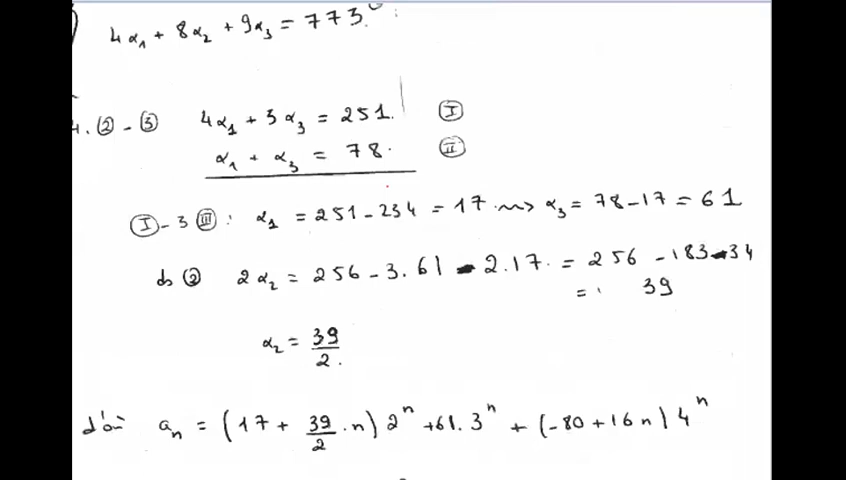 4α₁ + 8α₂ + 9α₃ = 773
4. ② - ③ 4α₁ + 3α₃ = 251. Ⅰ
α₁ + α₃ = 78. Ⅱ
Ⅰ - 3 Ⅲ : α₁ = 251 - 234 = 17 ⇝ α₃ = 78 - 17 = 61
ds ② 2α₂ = 256 - 3.61 - 2.17. = 256 - 183 - 34
= 39
α₂ = 39/2.
d'où aₙ = (17 + 39/2 . n) 2ⁿ + 61. 3ⁿ + (-80 + 16n) 4ⁿ